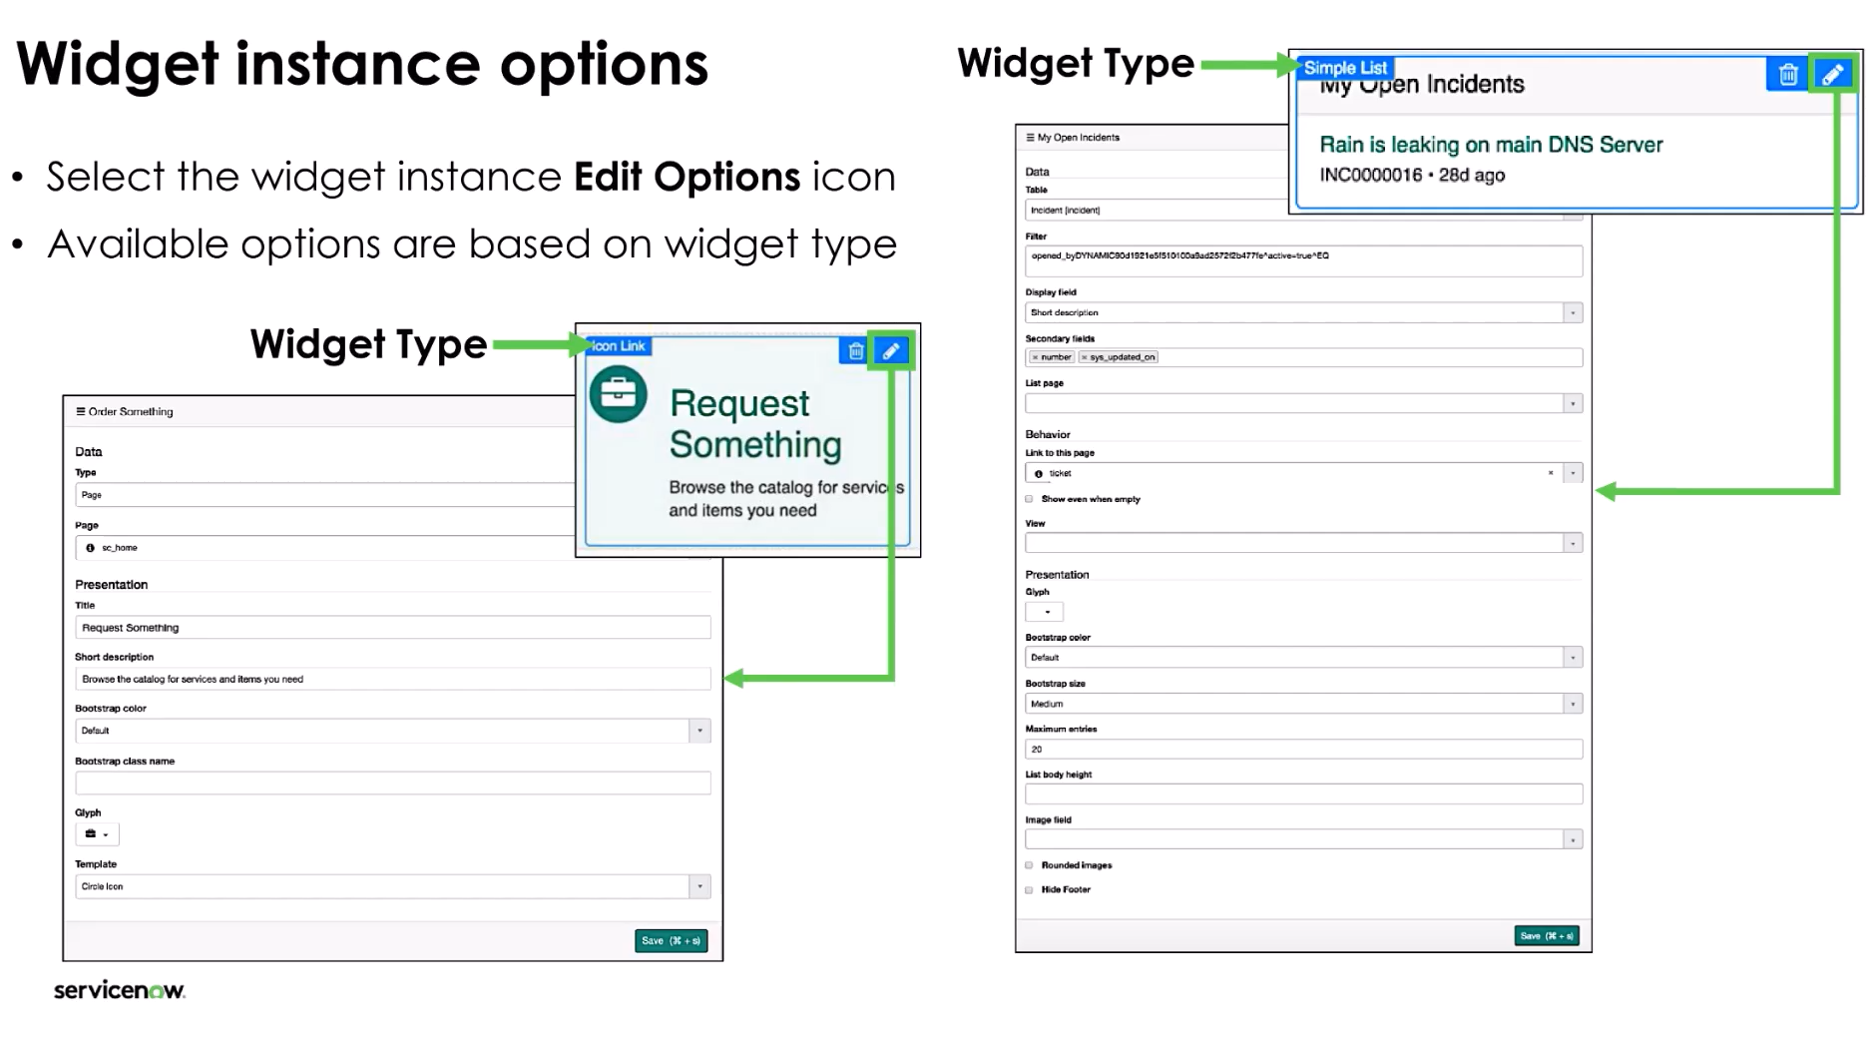 Widget instance options
• Select the widget instance Edit Options icon
• Available options are based on widget type
Widget Type
Icon Link
Request
Something
Browse the catalog for services
and items you need
Order Something
Data
Type
Page
Page
sc_home
Presentation
Title
Request Something
Short description
Browse the catalog for services and items you need
Bootstrap color
Default
Bootstrap class name
Glyph
Template
Circle Icon
Save (⌘ + s)
servicenow.
Widget Type
Simple List
My Open Incidents
Rain is leaking on main DNS Server
INC0000016 • 28d ago
My Open Incidents
Data
Table
Incident [incident]
Filter
Display field
Short description
Secondary fields
× number × sys_updated_on
List page
Behavior
Link to this page
ticket ×
Show even when empty
View
Presentation
Glyph
Bootstrap color
Default
Bootstrap size
Medium
Maximum entries
20
List body height
Image field
Rounded images
Hide Footer
Save (⌘ + s)